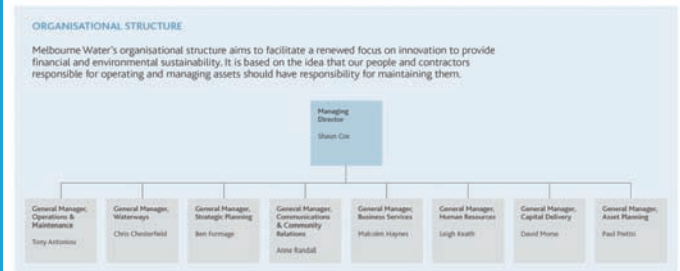 ORGANISATIONAL STRUCTURE
Melbourne Water's organisational structure aims to facilitate a renewed focus on innovation to provide
financial and environmental sustainability. It is based on the idea that our people and contractors
responsible for operating and managing assets should have responsibility for maintaining them.
Managing
Director
Shaun Cox
General Manager,
Operations &
Maintenance
Tony Antoniou
General Manager,
Waterways
Chris Chesterfield
General Manager,
Strategic Planning
Ben Furmage
General Manager,
Communications
& Community
Relations
Anne Randall
General Manager,
Business Services
Malcolm Haynes
General Manager,
Human Resources
Leigh
General Manager,
Capital Delivery
David Morse
General Manager,
Asset Planning
Paul